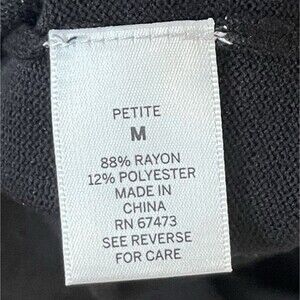 PETITE
M
88% RAYON
12% POLYESTER
MADE IN
CHINA
RN 67473
SEE REVERSE
FOR CARE